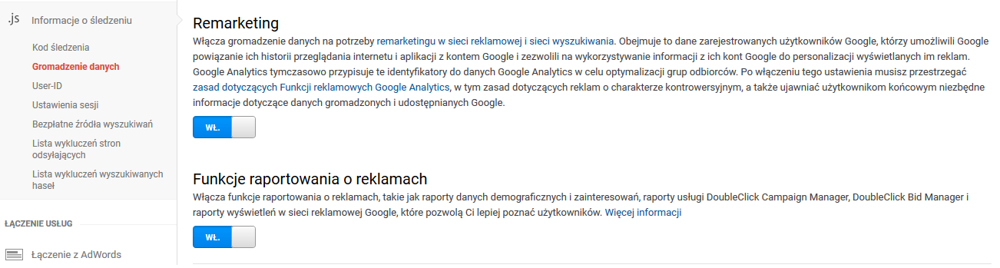 .js Informacje o śledzeniu
Kod śledzenia
Gromadzenie danych
User-ID
Ustawienia sesji
Bezpłatne źródła wyszukiwań
Lista wykluczeń stron
odsyłających
Lista wykluczeń wyszukiwanych
haseł
ŁĄCZENIE USŁUG
Łączenie z AdWords
Remarketing
Włącza gromadzenie danych na potrzeby remarketingu w sieci reklamowej i sieci wyszukiwania. Obejmuje to dane zarejestrowanych użytkowników Google, którzy umożliwili Google
powiązanie ich historii przeglądania internetu i aplikacji z kontem Google i zezwolili na wykorzystywanie informacji z ich kont Google do personalizacji wyświetlanych im reklam.
Google Analytics tymczasowo przypisuje te identyfikatory do danych Google Analytics w celu optymalizacji grup odbiorców. Po włączeniu tego ustawienia musisz przestrzegać
zasad dotyczących Funkcji reklamowych Google Analytics, w tym zasad dotyczących reklam o charakterze kontrowersyjnym, a także ujawniać użytkownikom końcowym niezbędne
informacje dotyczące danych gromadzonych i udostępnianych Google.
WŁ.
Funkcje raportowania o reklamach
Włącza funkcje raportowania o reklamach, takie jak raporty danych demograficznych i zainteresowań, raporty usługi DoubleClick Campaign Manager, DoubleClick Bid Manager i
raporty wyświetleń w sieci reklamowej Google, które pozwolą Ci lepiej poznać użytkowników. Więcej informacji
WŁ.